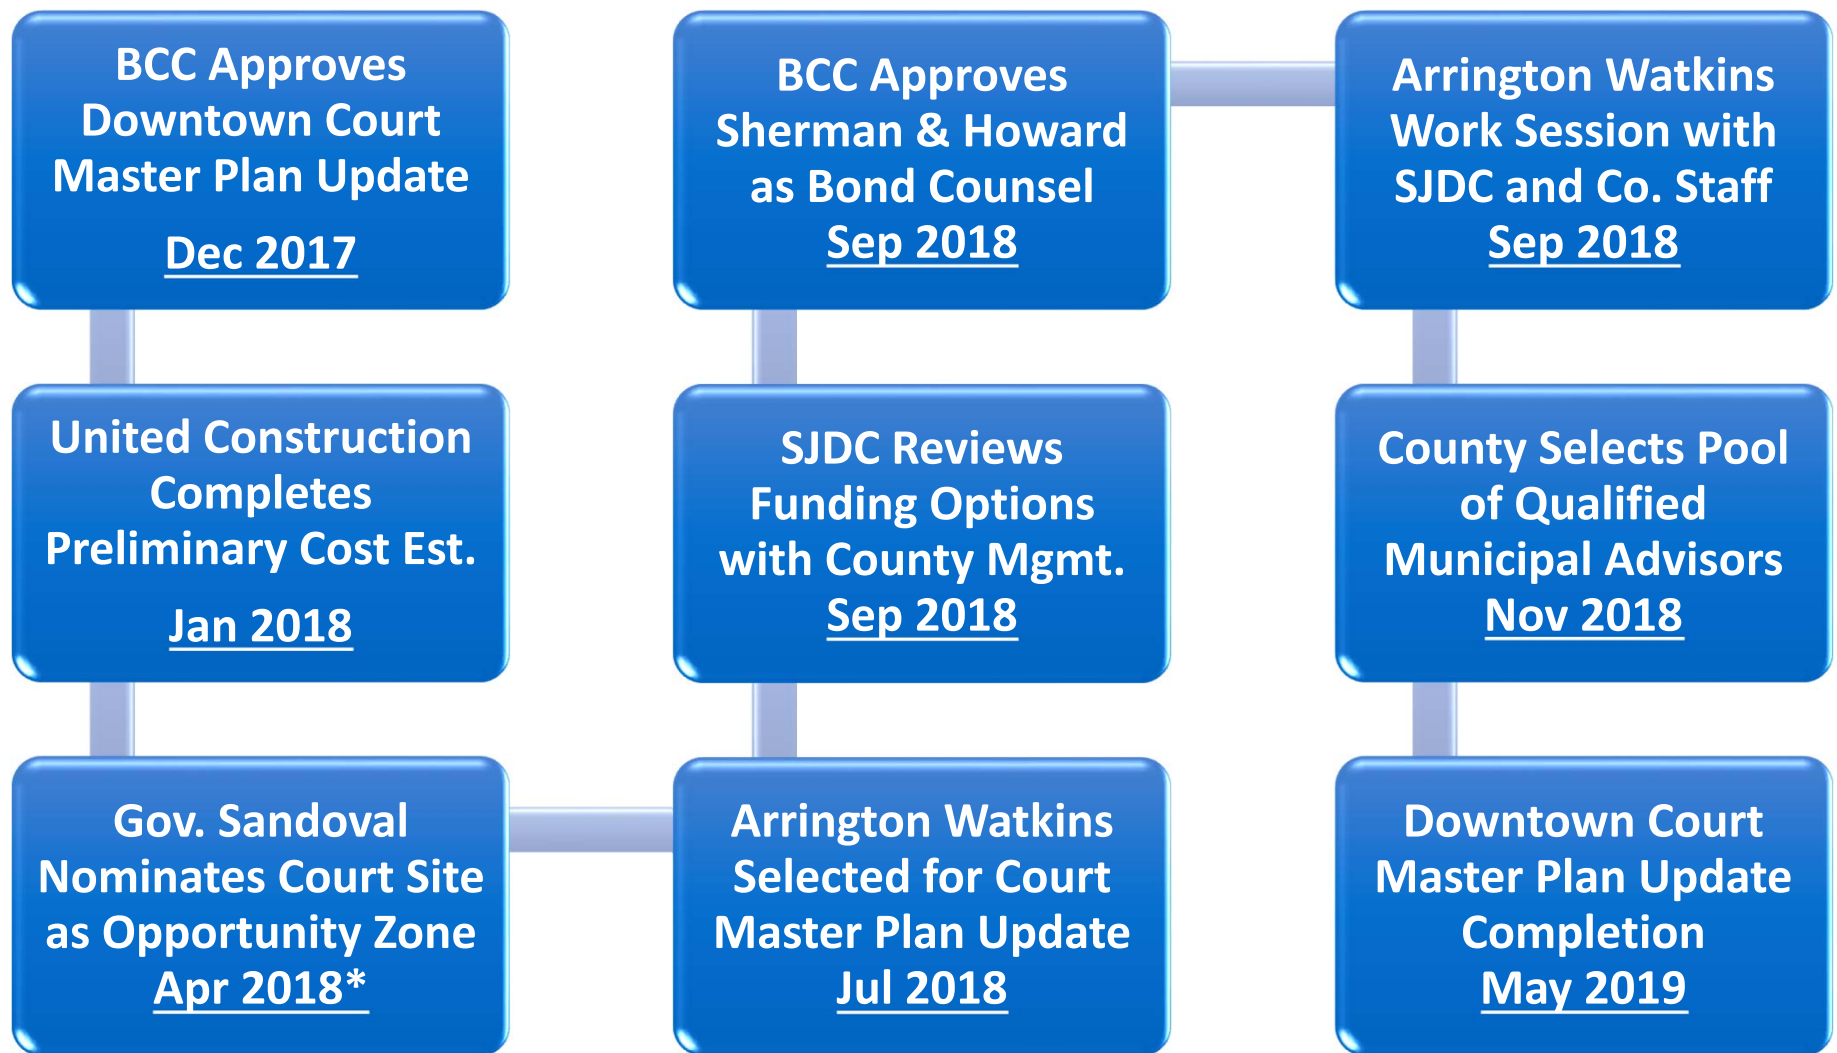 BCC Approves
Downtown Court
Master Plan Update
Dec 2017
United Construction
Completes
Preliminary Cost Est.
Jan 2018
Gov. Sandoval
Nominates Court Site
as Opportunity Zone
Apr 2018*
Arrington Watkins
Selected for Court
Master Plan Update
Jul 2018
SJDC Reviews
Funding Options
with County Mgmt.
Sep 2018
BCC Approves
Sherman & Howard
as Bond Counsel
Sep 2018
Arrington Watkins
Work Session with
SJDC and Co. Staff
Sep 2018
County Selects Pool
of Qualified
Municipal Advisors
Nov 2018
Downtown Court
Master Plan Update
Completion
May 2019